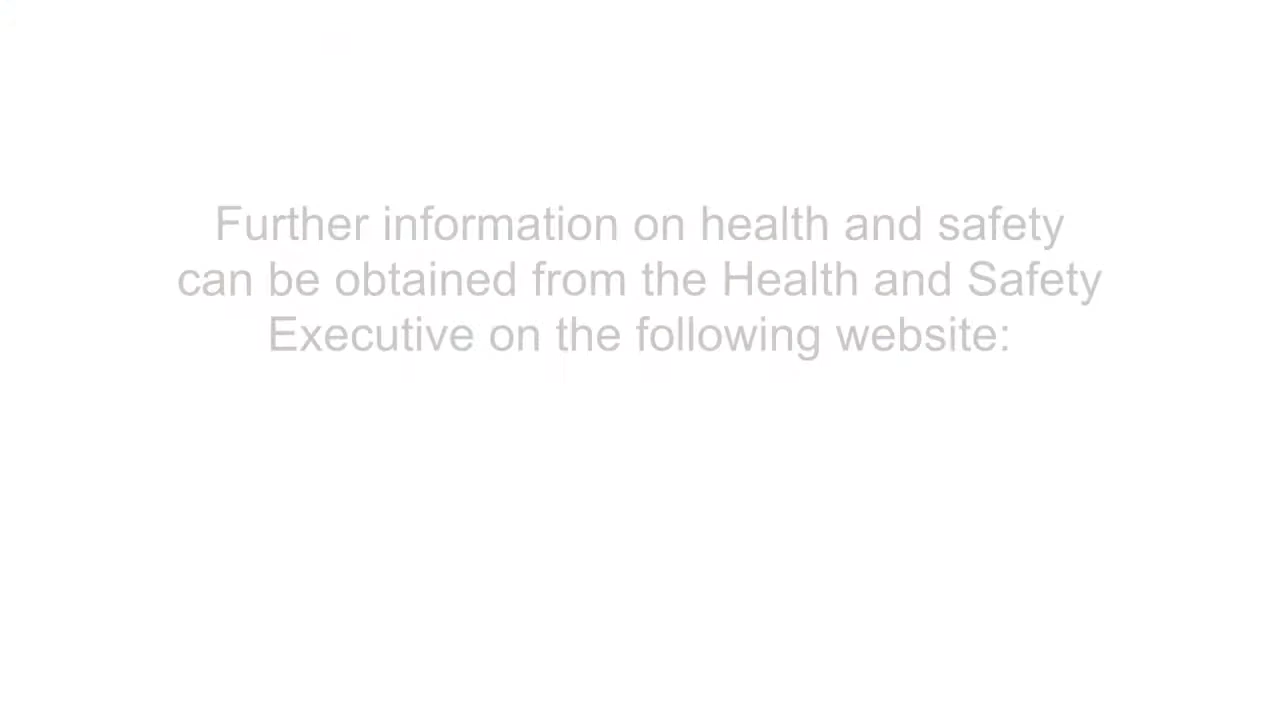 Further information on health and safety
can be obtained from the Health and Safety
Executive on the following website: